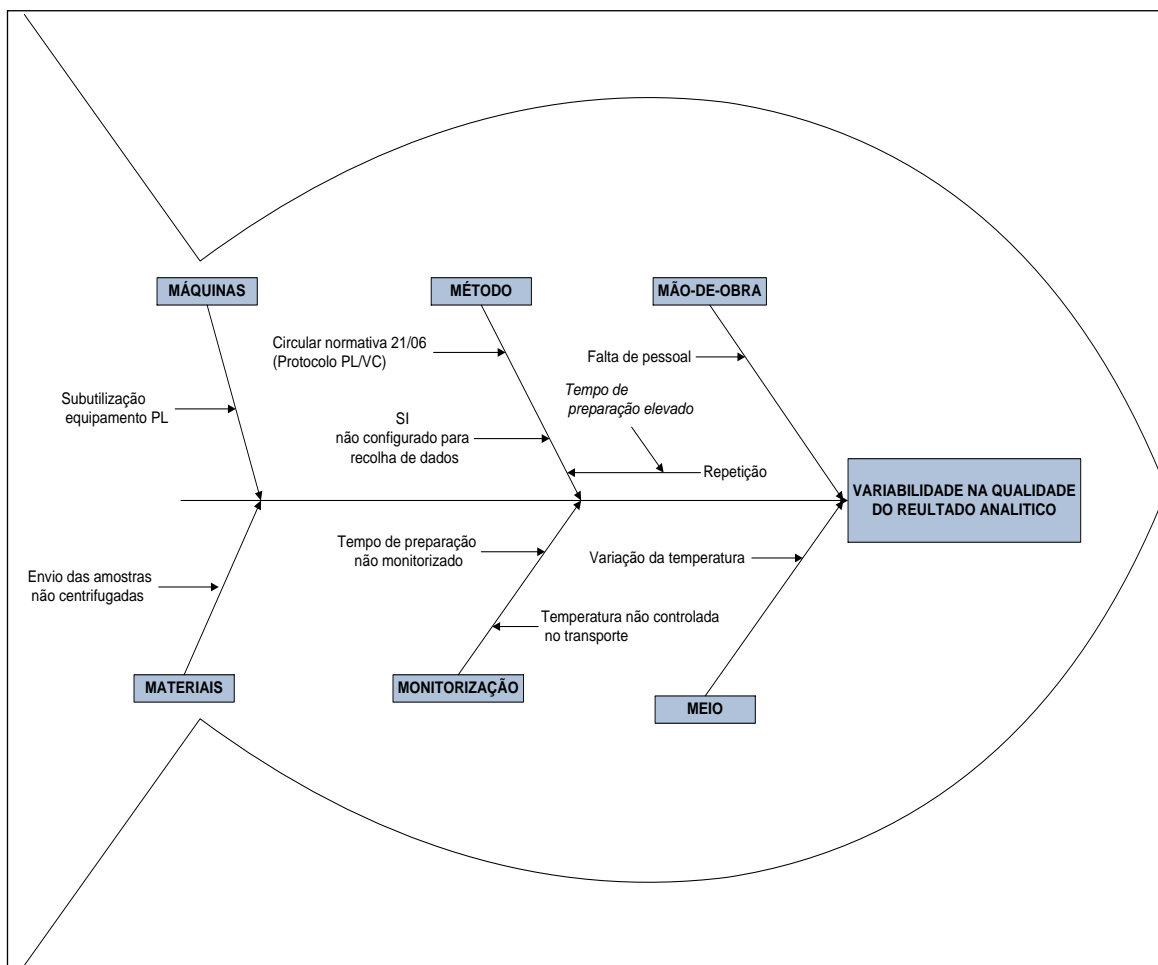 MÁQUINAS
MÉTODO
MÃO-DE-OBRA
Circular normativa 21/06
(Protocolo PL/VC)
Falta de pessoal
Tempo de
preparação elevado
Subutilização
equipamento PL
SI
não configurado para
recolha de dados
Repetição
VARIABILIDADE NA QUALIDADE
DO REULTADO ANALITICO
Tempo de preparação
não monitorizado
Variação da temperatura
Envio das amostras
não centrifugadas
Temperatura não controlada
no transporte
MATERIAIS
MONITORIZAÇÃO
MEIO